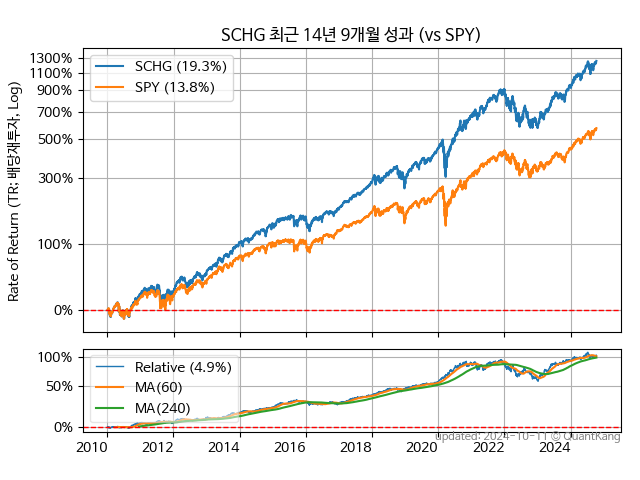 SCHG 최근 14년 9개월 성과 (vs SPY)
Rate of Return (TR; 배당재투자, Log)
1300%
1100%
900%
700%
500%
300%
100%
0%
SCHG (19.3%)
SPY (13.8%)
100%
50%
0%
Relative (4.9%)
MA(60)
MA(240)
2010 2012 2014 2016 2018 2020 2022 2024
Updated: 2024-10-11 © QuantKang